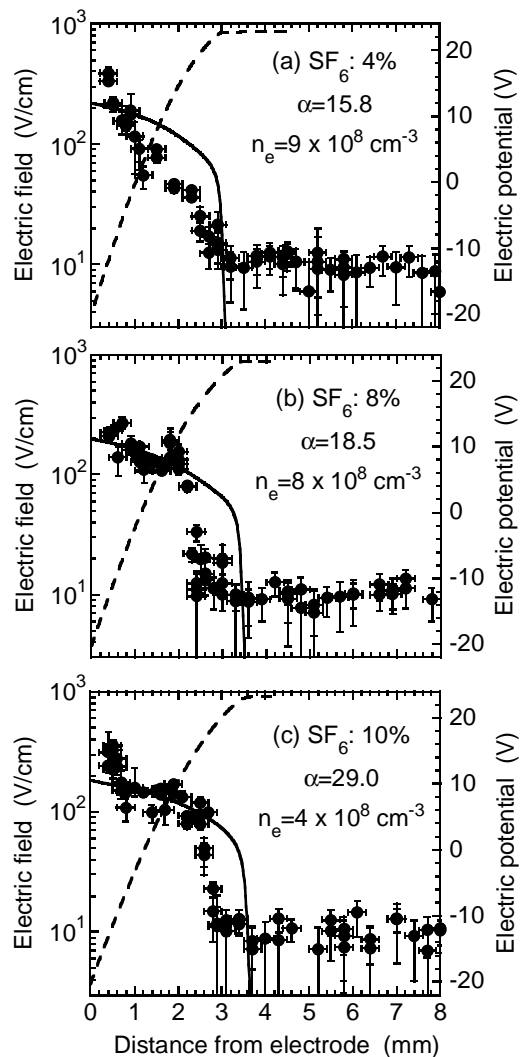 10³
(a) SF₆: 4%
α=15.8
nₑ=9 x 10⁸ cm⁻³
10²
10¹
20
10
0
-10
-20
Electric field (V/cm)
Electric potential (V)
10³
(b) SF₆: 8%
α=18.5
nₑ=8 x 10⁸ cm⁻³
10²
10¹
20
10
0
-10
-20
Electric field (V/cm)
Electric potential (V)
10³
(c) SF₆: 10%
α=29.0
nₑ=4 x 10⁸ cm⁻³
10²
10¹
20
10
0
-10
-20
Electric field (V/cm)
Electric potential (V)
0 1 2 3 4 5 6 7 8
Distance from electrode (mm)